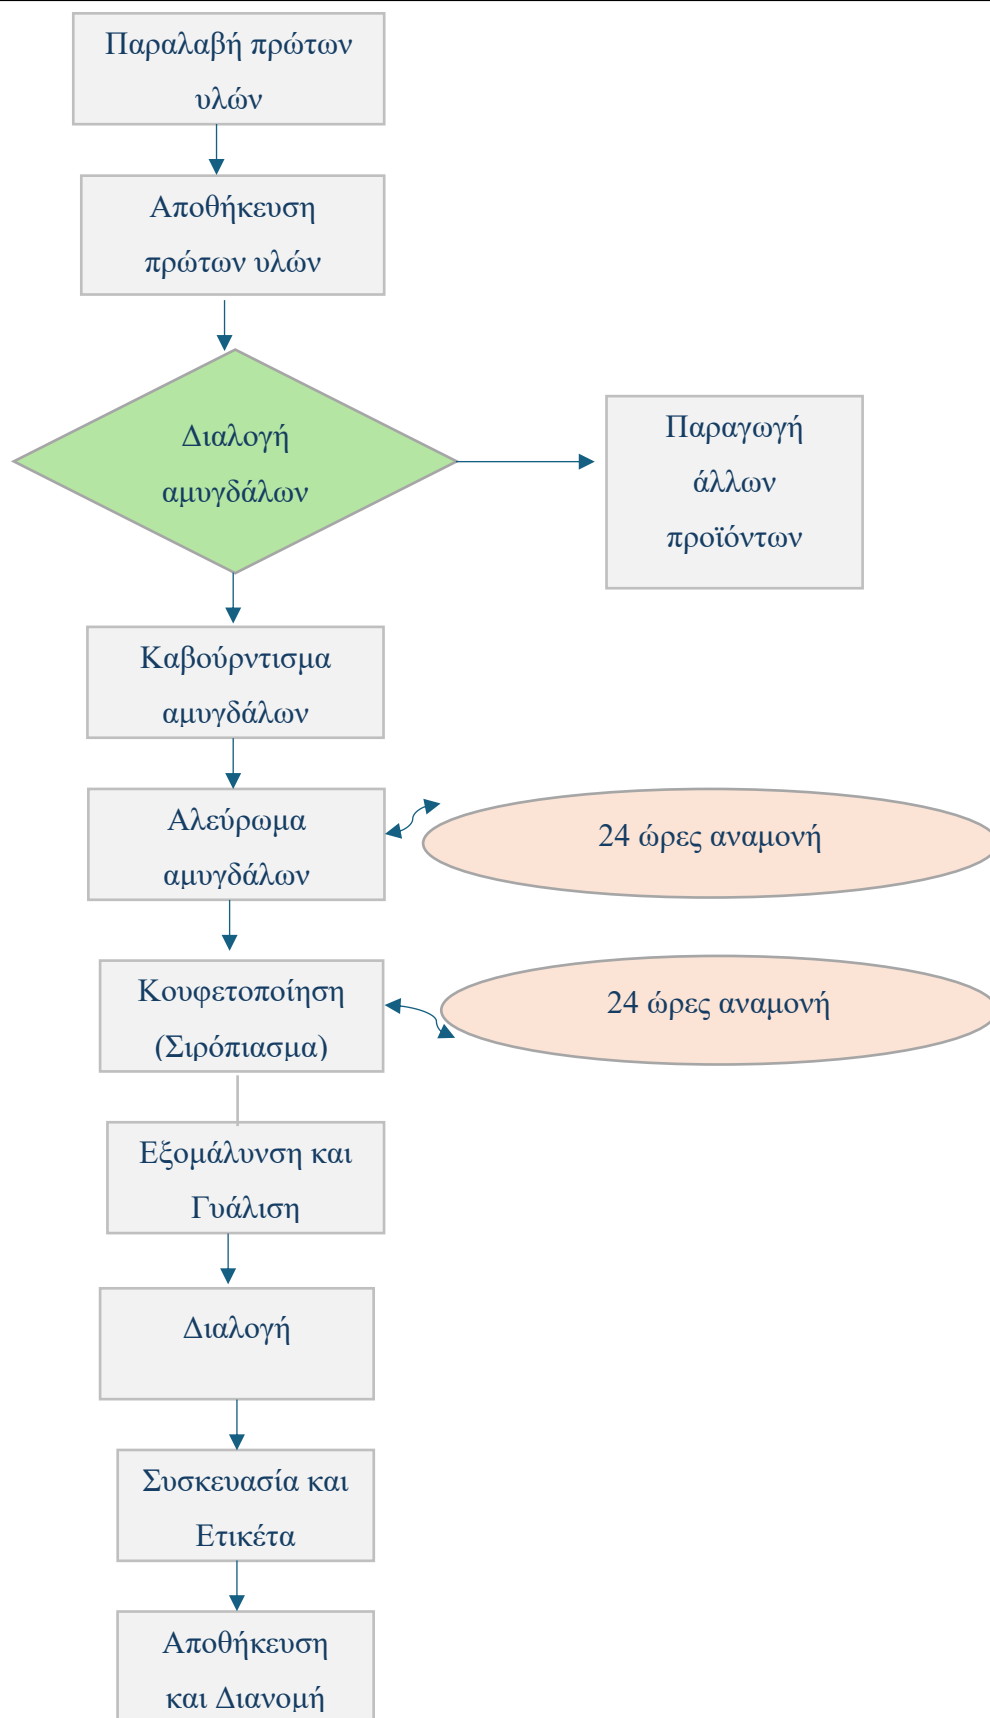 Παραλαβή πρώτων
υλών
Αποθήκευση
πρώτων υλών
Διαλογή
αμυγδάλων
Παραγωγή
άλλων
προϊόντων
Καβούρντισμα
αμυγδάλων
Αλεύρωμα
αμυγδάλων
24 ώρες αναμονή
Κουφετοποίηση
(Σιρόπιασμα)
24 ώρες αναμονή
Εξομάλυνση και
Γυάλιση
Διαλογή
Συσκευασία και
Ετικέτα
Αποθήκευση
και Διανομή